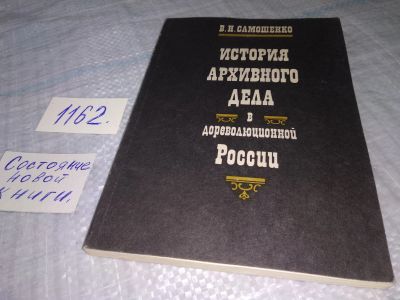 В. Н. САМОШЕНКО
ИСТОРИЯ
АРХИВНОГО
ДЕЛА
в
дореволюционной
России
1162.
Состояние
новой
книги.